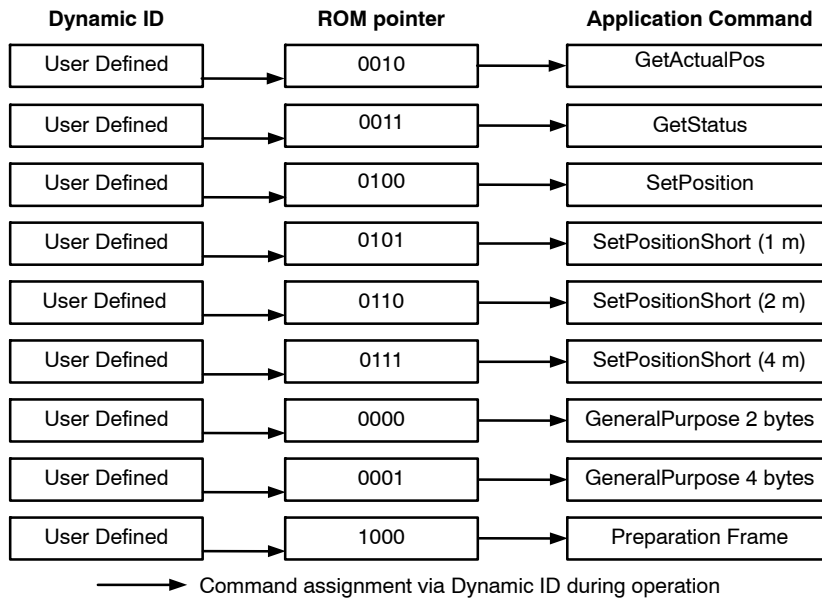 Dynamic ID ROM pointer Application Command
User Defined 0010 GetActualPos
User Defined 0011 GetStatus
User Defined 0100 SetPosition
User Defined 0101 SetPositionShort (1 m)
User Defined 0110 SetPositionShort (2 m)
User Defined 0111 SetPositionShort (4 m)
User Defined 0000 GeneralPurpose 2 bytes
User Defined 0001 GeneralPurpose 4 bytes
User Defined 1000 Preparation Frame
Command assignment via Dynamic ID during operation